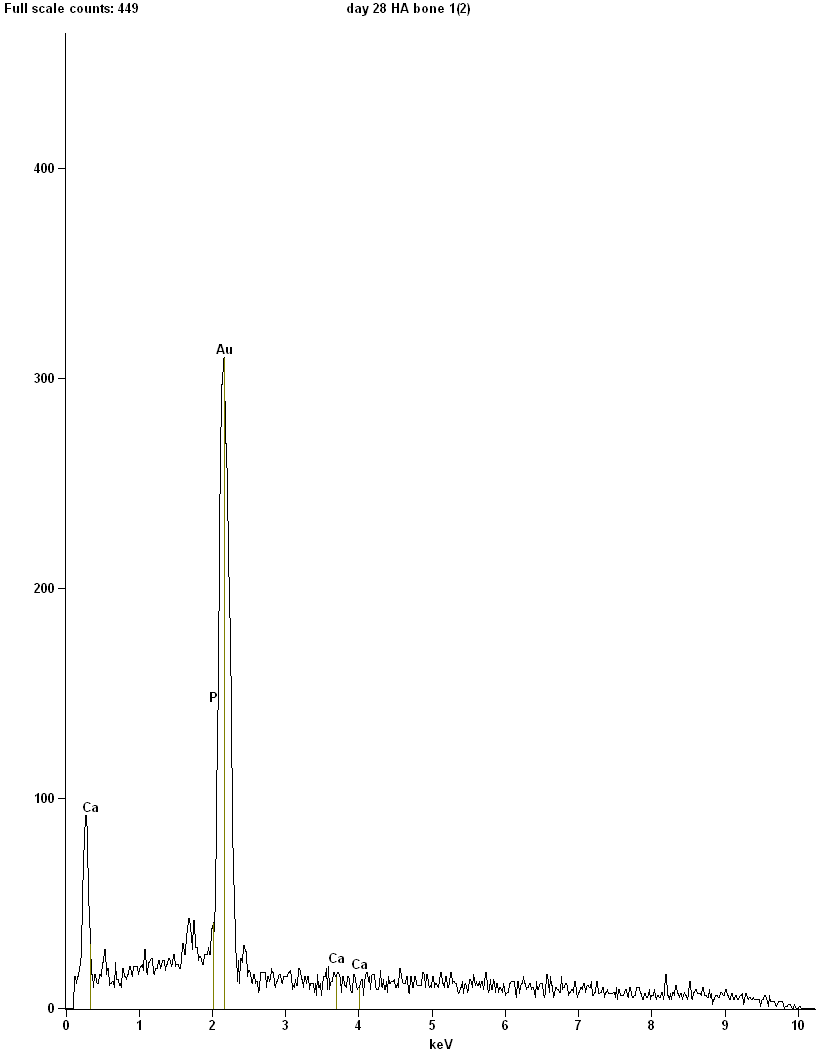 Full scale counts: 449
day 28 HA bone 1(2)
400
Au
300
200
P
100
Ca
Ca
Ca
0
0 1 2 3 4 5 6 7 8 9 10
keV